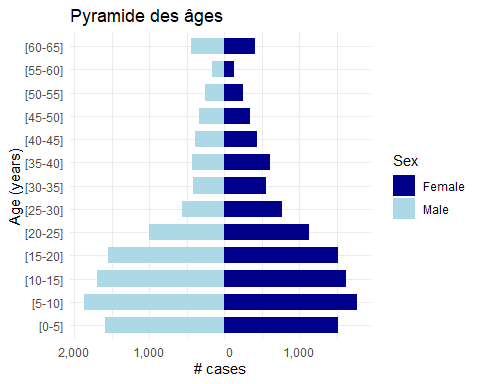 Pyramide des âges
Age (years)
[60-65]
[55-60]
[50-55]
[45-50]
[40-45]
[35-40]
[30-35]
[25-30]
[20-25]
[15-20]
[10-15]
[5-10]
[0-5]
2,000 1,000 0 1,000
# cases
Sex
Female
Male